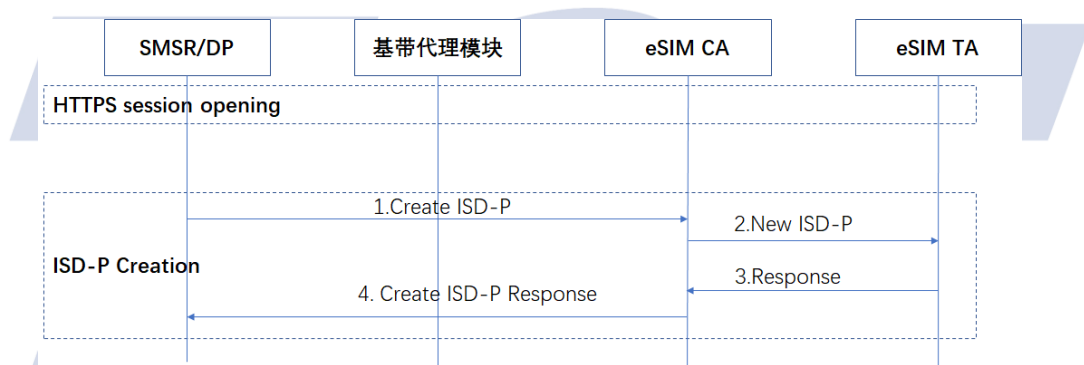 SMSR/DP
基带代理模块
eSIM CA
eSIM TA
HTTPS session opening
1.Create ISD-P
2.New ISD-P
ISD-P Creation
3.Response
4. Create ISD-P Response